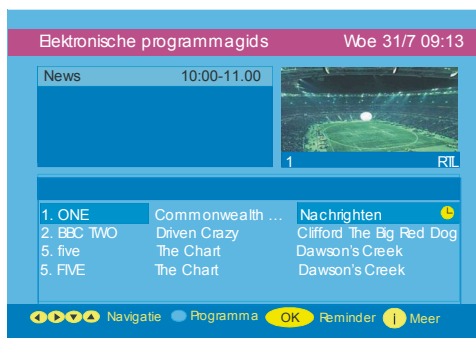 Elektronische programmagids Woe 31/7 09:13
News 10:00-11.00
1 RTL
1. ONE Commonwealth ... Nachrighten
2. BBC TWO Driven Crazy Clifford The Big Red Dog
5. five The Chart Dawson's Creek
5. FIVE The Chart Dawson's Creek
Navigatie Programma OK Reminder i Meer